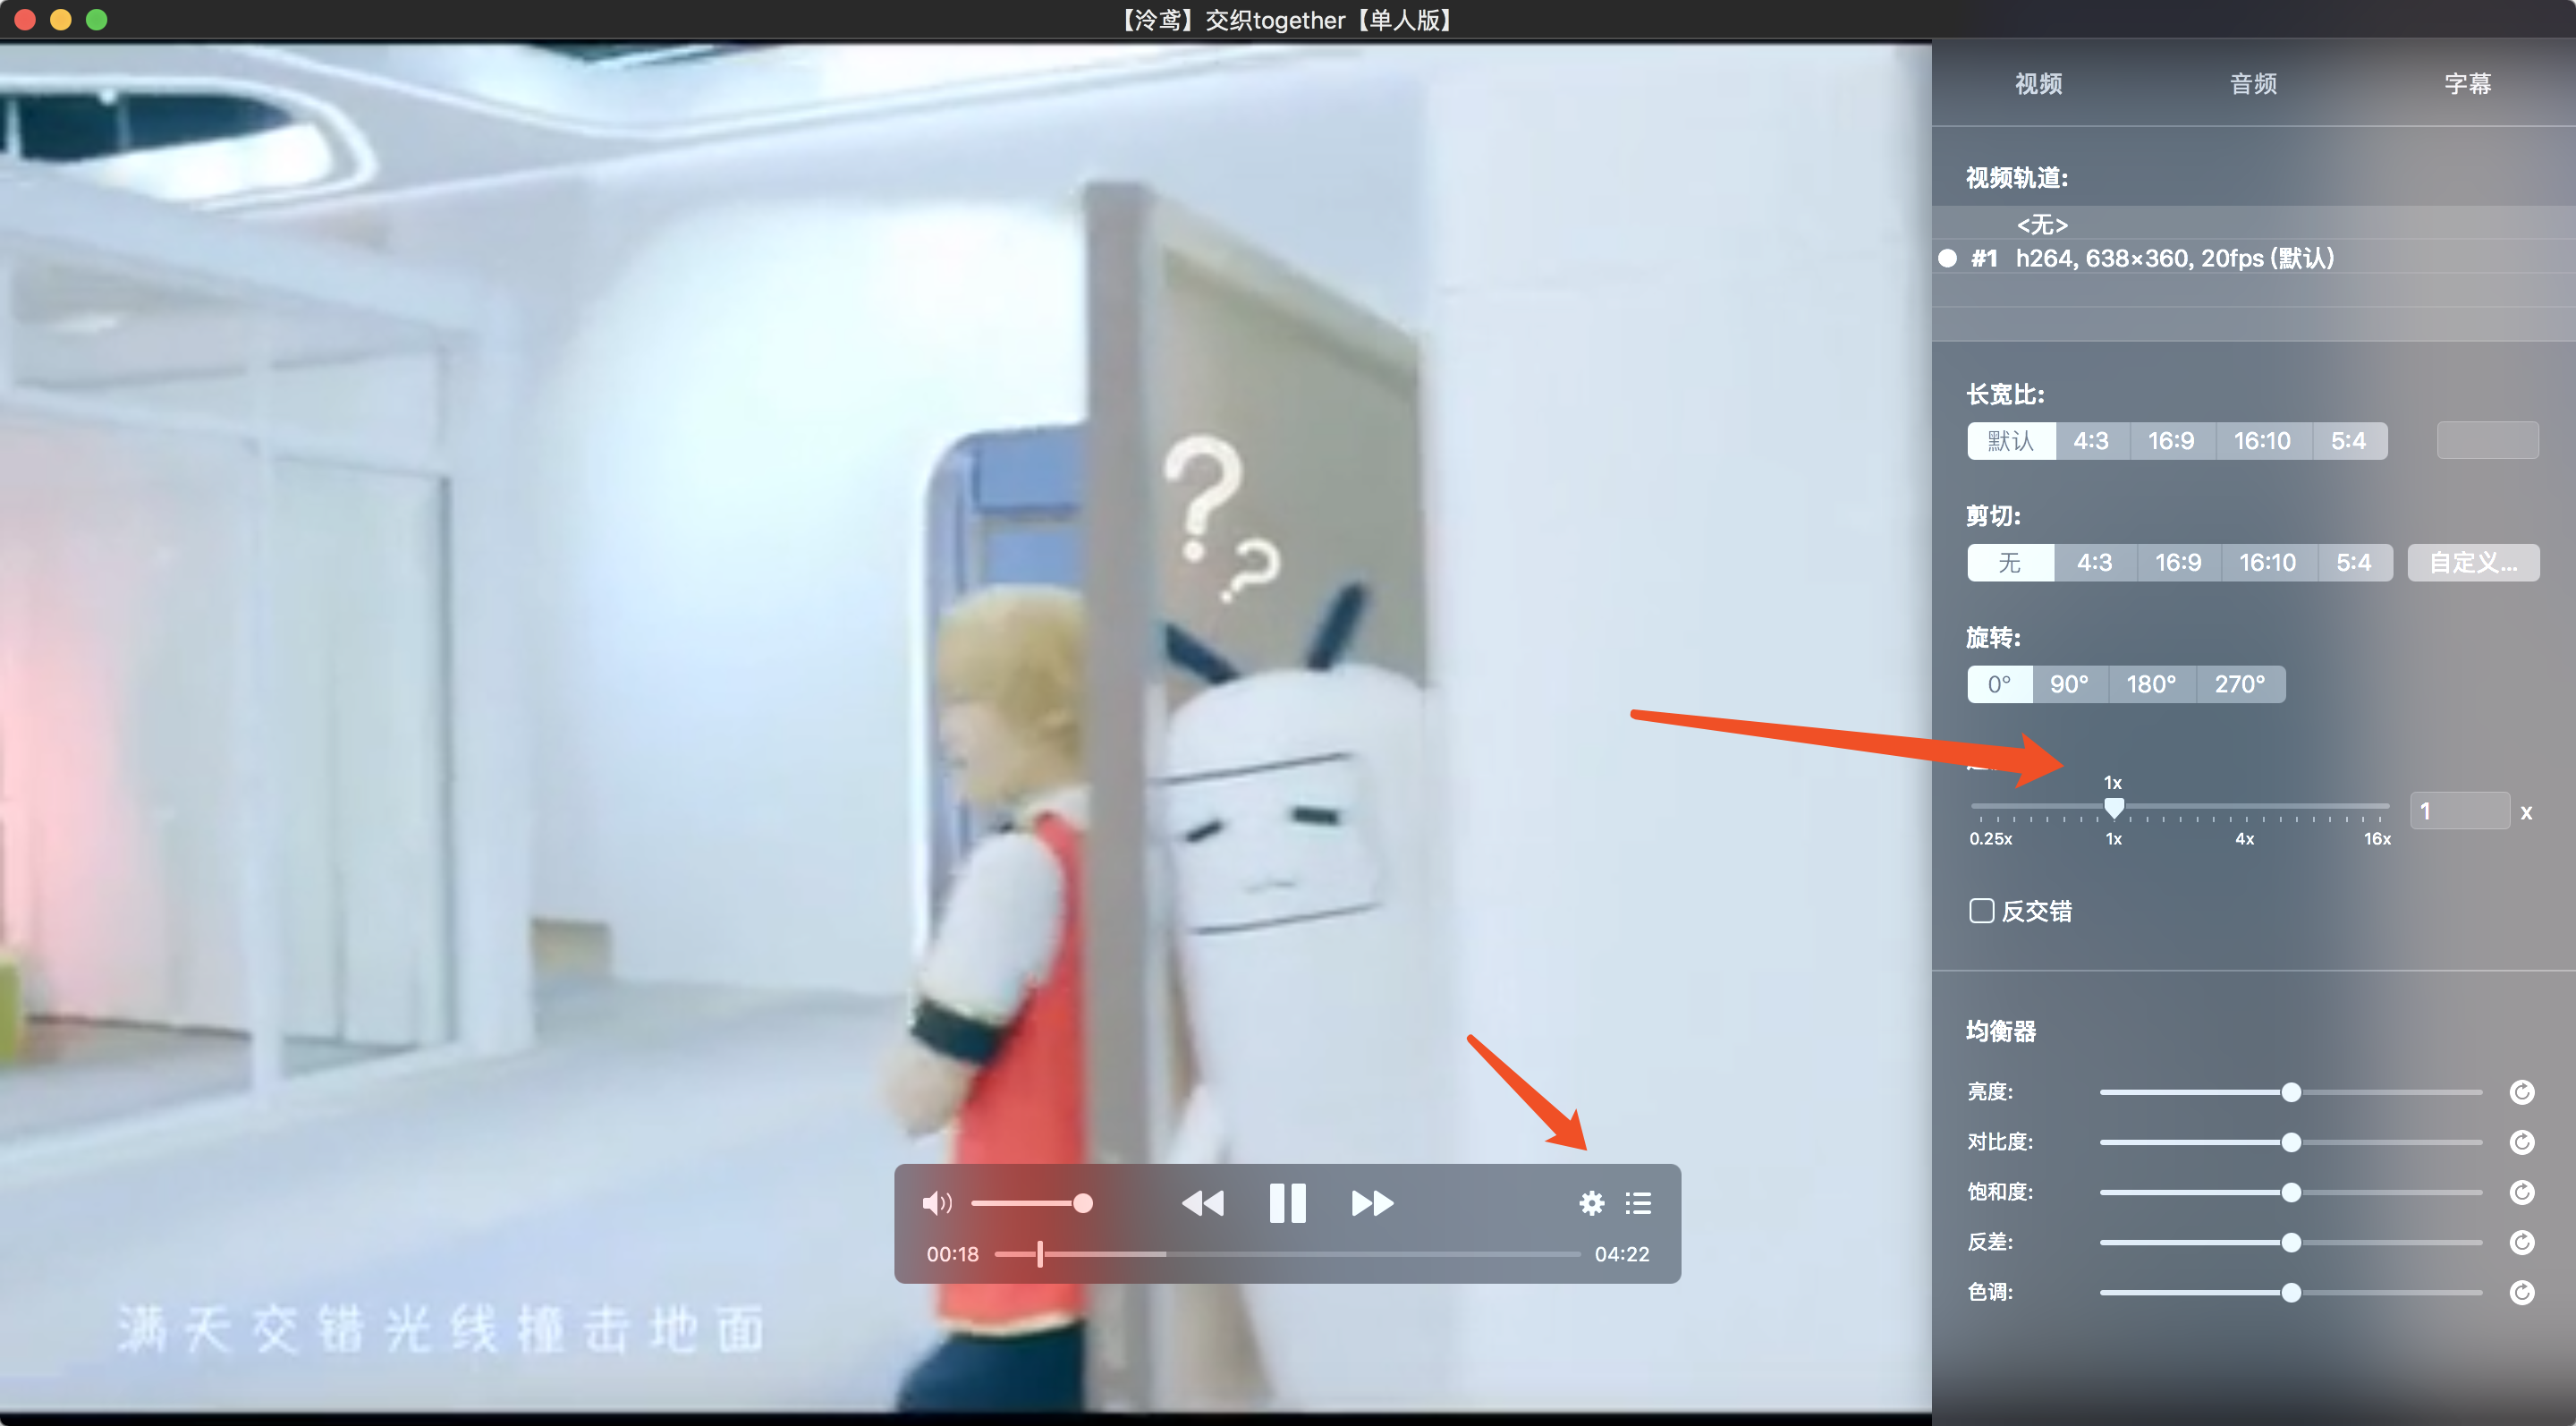 【泠鸢】交织together【单人版】
视频 音频 字幕
视频轨道:
<无>
#1 h264, 638×360, 20fps (默认)
长宽比:
默认 4:3 16:9 16:10 5:4
剪切:
无 4:3 16:9 16:10 5:4 自定义...
旋转:
0° 90° 180° 270°
1x
1 x
0.25x 1x 4x 16x
反交错
均衡器
亮度:
对比度:
饱和度:
反差:
色调:
??
00:18 04:22
满天交错光线撞击地面